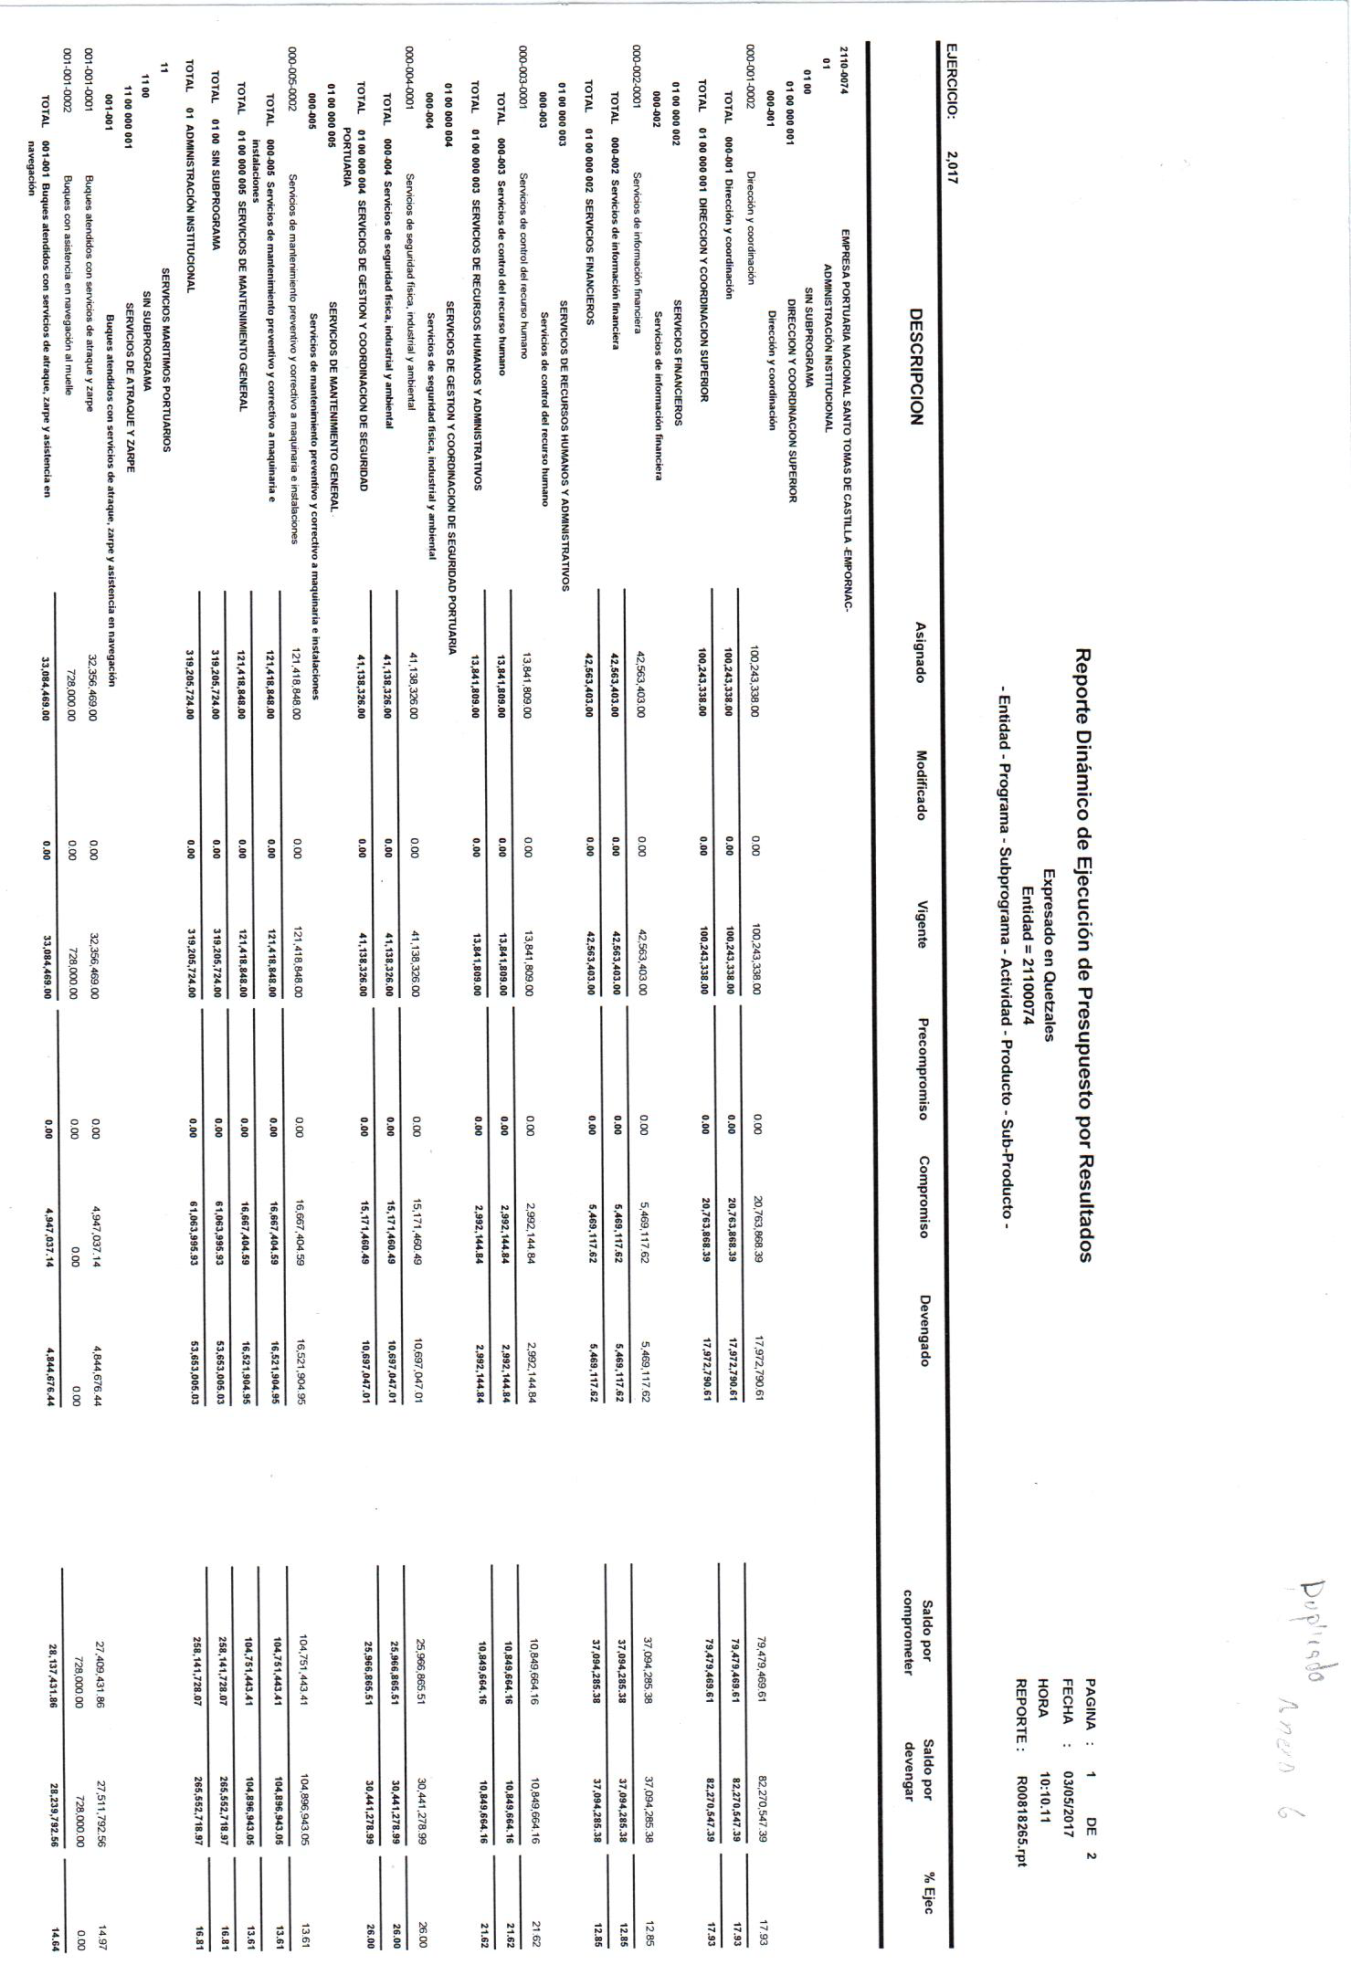 Duplicado Anexo 6
Reporte Dinámico de Ejecución de Presupuesto por Resultados
Expresado en Quetzales
Entidad = 21100074
- Entidad - Programa - Subprograma - Actividad - Producto - Sub-Producto -
PAGINA : 1 DE 2
FECHA : 03/05/2017
HORA 10:10.11
REPORTE : R00818265.rpt
EJERCICIO: 2,017
DESCRIPCION Asignado Modificado Vigente Precompromiso Compromiso Devengado Saldo por comprometer Saldo por devengar % Ejec
2110-0074 EMPRESA PORTUARIA NACIONAL SANTO TOMAS DE CASTILLA -EMPORNAC-
01 ADMINISTRACIÓN INSTITUCIONAL
01 00 SIN SUBPROGRAMA
01 00 000 001 DIRECCION Y COORDINACION SUPERIOR
000-001 Dirección y coordinación
000-001-0002 Dirección y coordinación 100,243,338.00 0.00 100,243,338.00 0.00 20,763,868.39 17,972,790.61 79,479,469.61 82,270,547.39 17.93
TOTAL 000-001 Dirección y coordinación 100,243,338.00 0.00 100,243,338.00 0.00 20,763,868.39 17,972,790.61 79,479,469.61 82,270,547.39 17.93
TOTAL 01 00 000 001 DIRECCION Y COORDINACION SUPERIOR 100,243,338.00 0.00 100,243,338.00 0.00 20,763,868.39 17,972,790.61 79,479,469.61 82,270,547.39 17.93
01 00 000 002 SERVICIOS FINANCIEROS
000-002 Servicios de información financiera
000-002-0001 Servicios de información financiera 42,563,403.00 0.00 42,563,403.00 0.00 5,469,117.62 5,469,117.62 37,094,285.38 37,094,285.38 12.85
TOTAL 000-002 Servicios de información financiera 42,563,403.00 0.00 42,563,403.00 0.00 5,469,117.62 5,469,117.62 37,094,285.38 37,094,285.38 12.85
TOTAL 01 00 000 002 SERVICIOS FINANCIEROS 42,563,403.00 0.00 42,563,403.00 0.00 5,469,117.62 5,469,117.62 37,094,285.38 37,094,285.38 12.85
01 00 000 003 SERVICIOS DE RECURSOS HUMANOS Y ADMINISTRATIVOS
000-003 Servicios de control del recurso humano
000-003-0001 Servicios de control del recurso humano 13,841,809.00 0.00 13,841,809.00 0.00 2,992,144.84 2,992,144.84 10,849,664.16 10,849,664.16 21.62
TOTAL 000-003 Servicios de control del recurso humano 13,841,809.00 0.00 13,841,809.00 0.00 2,992,144.84 2,992,144.84 10,849,664.16 10,849,664.16 21.62
TOTAL 01 00 000 003 SERVICIOS DE RECURSOS HUMANOS Y ADMINISTRATIVOS 13,841,809.00 0.00 13,841,809.00 0.00 2,992,144.84 2,992,144.84 10,849,664.16 10,849,664.16 21.62
01 00 000 004 SERVICIOS DE GESTION Y COORDINACION DE SEGURIDAD PORTUARIA
000-004 Servicios de seguridad fisica, industrial y ambiental
000-004-0001 Servicios de seguridad fisica, industrial y ambiental 41,138,326.00 0.00 41,138,326.00 0.00 15,171,460.49 10,697,047.01 25,966,865.51 30,441,278.99 26.00
TOTAL 000-004 Servicios de seguridad fisica, industrial y ambiental 41,138,326.00 0.00 41,138,326.00 0.00 15,171,460.49 10,697,047.01 25,966,865.51 30,441,278.99 26.00
TOTAL 01 00 000 004 SERVICIOS DE GESTION Y COORDINACION DE SEGURIDAD 41,138,326.00 0.00 41,138,326.00 0.00 15,171,460.49 10,697,047.01 25,966,865.51 30,441,278.99 26.00
PORTUARIA
01 00 000 005 SERVICIOS DE MANTENIMIENTO GENERAL
000-005 Servicios de mantenimiento preventivo y correctivo a maquinaria e instalaciones
000-005-0002 Servicios de mantenimiento preventivo y correctivo a maquinaria e instalaciones 121,418,848.00 0.00 121,418,848.00 0.00 16,667,404.59 16,521,904.95 104,751,443.41 104,896,943.05 13.61
TOTAL 000-005 Servicios de mantenimiento preventivo y correctivo a maquinaria e 121,418,848.00 0.00 121,418,848.00 0.00 16,667,404.59 16,521,904.95 104,751,443.41 104,896,943.05 13.61
instalaciones
TOTAL 01 00 000 005 SERVICIOS DE MANTENIMIENTO GENERAL 121,418,848.00 0.00 121,418,848.00 0.00 16,667,404.59 16,521,904.95 104,751,443.41 104,896,943.05 13.61
TOTAL 01 00 SIN SUBPROGRAMA 319,205,724.00 0.00 319,205,724.00 0.00 61,063,995.93 53,653,005.03 258,141,728.07 265,552,718.97 16.81
TOTAL 01 ADMINISTRACIÓN INSTITUCIONAL 319,205,724.00 0.00 319,205,724.00 0.00 61,063,995.93 53,653,005.03 258,141,728.07 265,552,718.97 16.81
11 SERVICIOS MARITIMOS PORTUARIOS
11 00 SIN SUBPROGRAMA
11 00 000 001 SERVICIOS DE ATRAQUE Y ZARPE
001-001 Buques atendidos con servicios de atraque, zarpe y asistencia en navegación
001-001-0001 Buques atendidos con servicios de atraque y zarpe 32,356,469.00 0.00 32,356,469.00 0.00 4,947,037.14 4,844,676.44 27,409,431.86 27,511,792.56 14.97
001-001-0002 Buques con asistencia en navegación al muelle 728,000.00 0.00 728,000.00 0.00 0.00 0.00 728,000.00 728,000.00 0.00
TOTAL 001-001 Buques atendidos con servicios de atraque, zarpe y asistencia en 33,084,469.00 0.00 33,084,469.00 0.00 4,947,037.14 4,844,676.44 28,137,431.86 28,239,792.56 14.64
navegación